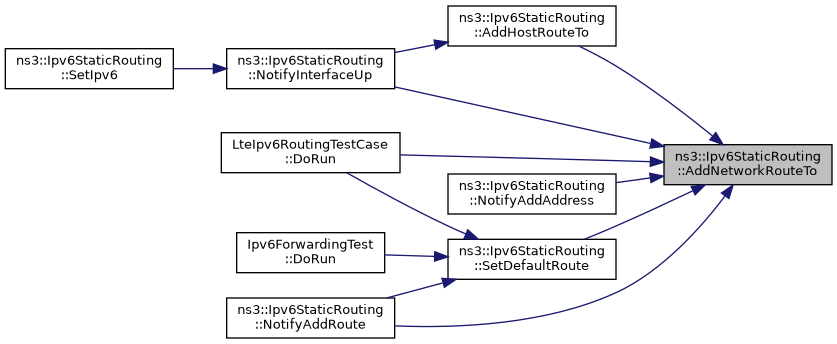 ns3::Ipv6StaticRouting
::AddHostRouteTo
ns3::Ipv6StaticRouting
::SetIpv6
ns3::Ipv6StaticRouting
::NotifyInterfaceUp
LteIpv6RoutingTestCase
::DoRun
ns3::Ipv6StaticRouting
::AddNetworkRouteTo
ns3::Ipv6StaticRouting
::NotifyAddAddress
Ipv6ForwardingTest
::DoRun
ns3::Ipv6StaticRouting
::SetDefaultRoute
ns3::Ipv6StaticRouting
::NotifyAddRoute